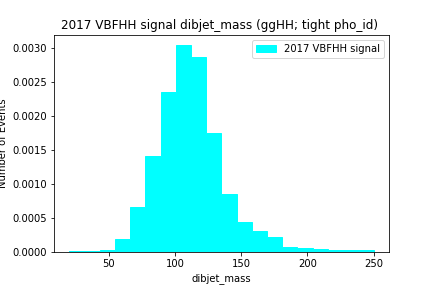 2017 VBFHH signal dibjet_mass (ggHH; tight pho_id)
2017 VBFHH signal
0.0030
0.0025
0.0020
0.0015
0.0010
0.0005
0.0000
Number of Events
50 100 150 200 250
dibjet_mass